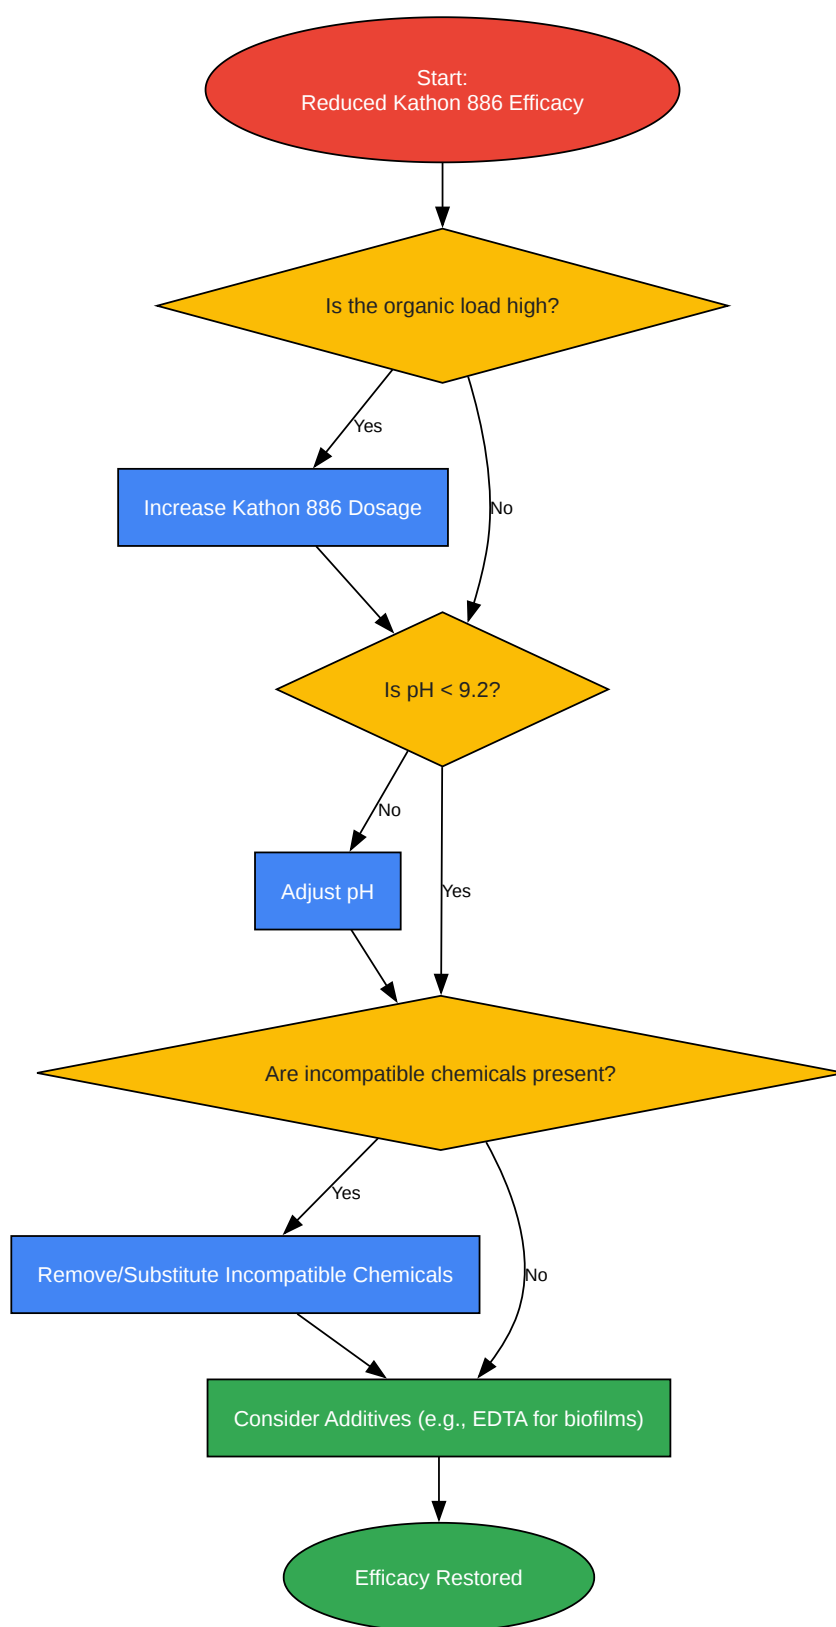 Start:
Reduced Kathon 886 Efficacy
Is the organic load high?
Yes
Increase Kathon 886 Dosage
No
Is pH < 9.2?
No
Adjust pH
Yes
Are incompatible chemicals present?
Yes
Remove/Substitute Incompatible Chemicals
No
Consider Additives (e.g., EDTA for biofilms)
Efficacy Restored